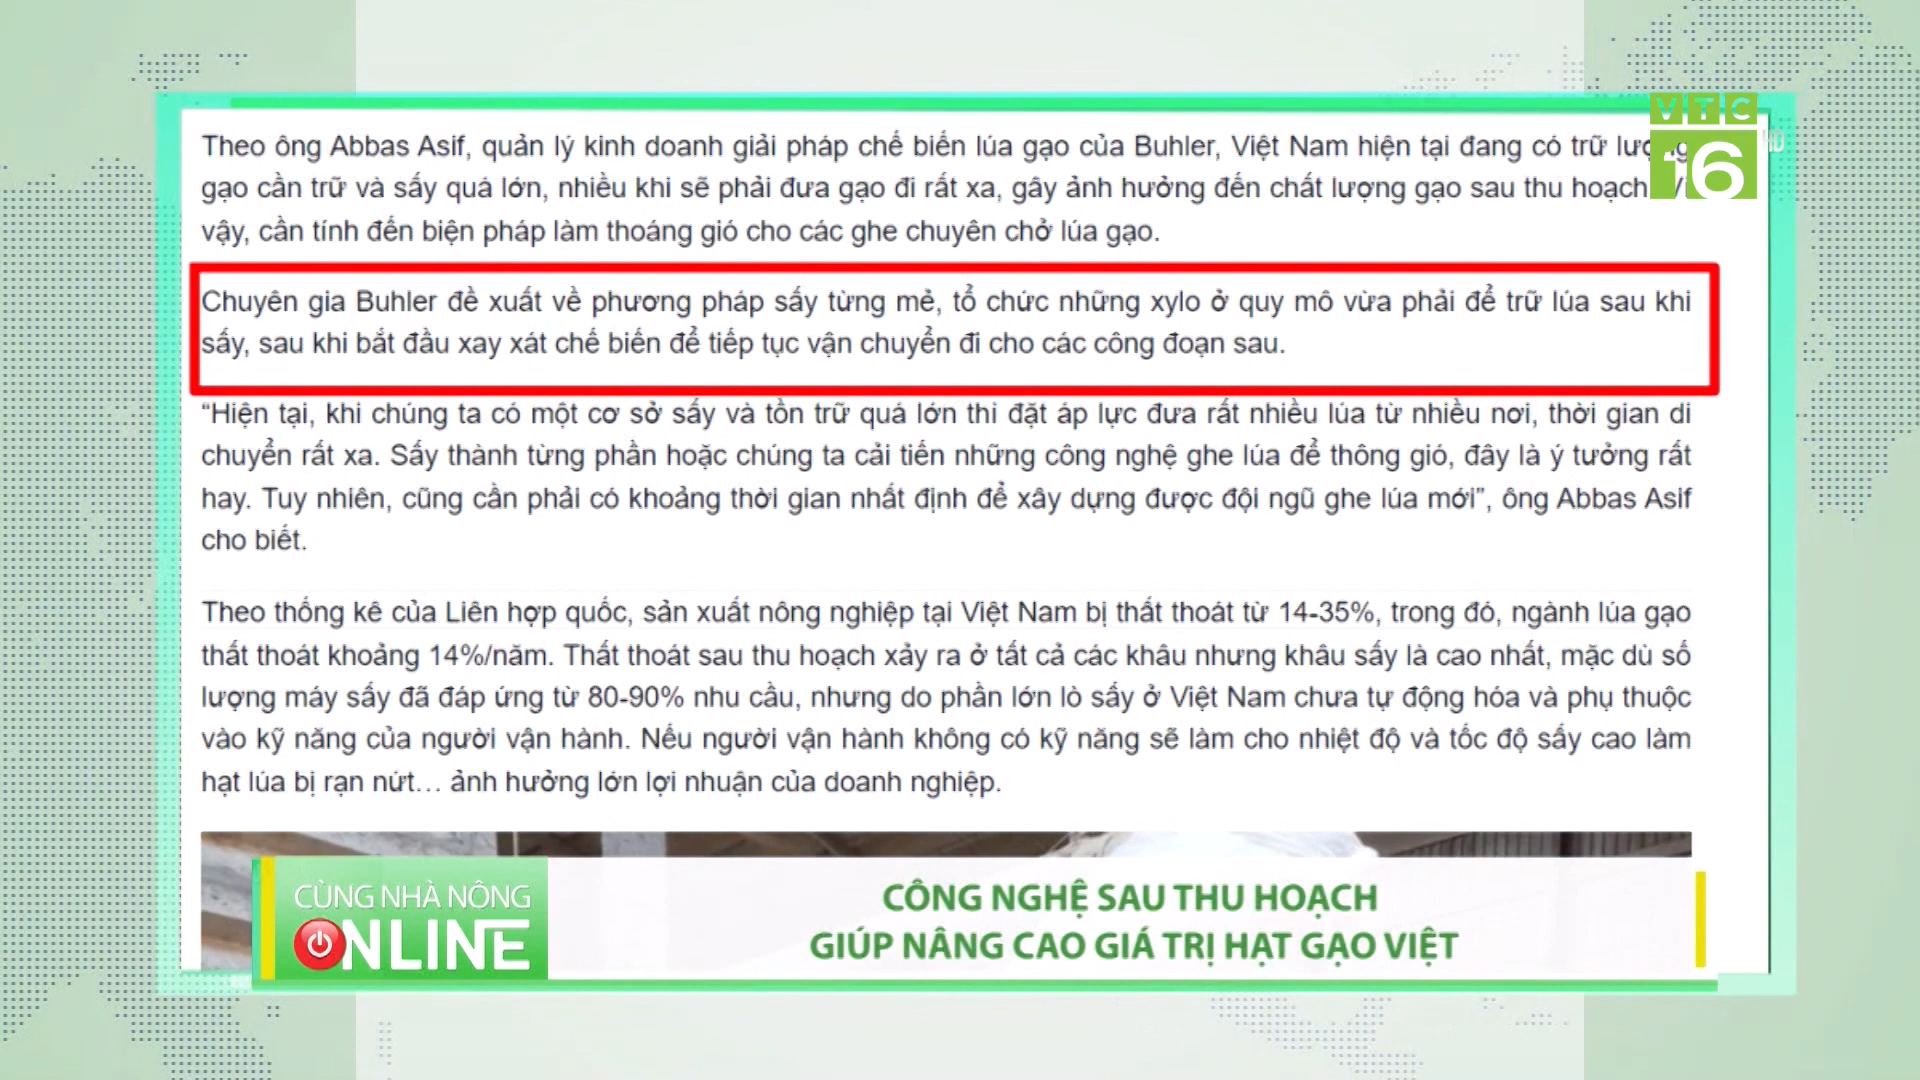 Theo ông Abbas Asif, quản lý kinh doanh giải pháp chế biến lúa gạo của Buhler, Việt Nam hiện tại đang có trữ lượng
gạo cần trữ và sấy quá lớn, nhiều khi sẽ phải đưa gạo đi rất xa, gây ảnh hưởng đến chất lượng gạo sau thu hoạch. Vì
vậy, cần tính đến biện pháp làm thoáng gió cho các ghe chuyên chở lúa gạo.
Chuyên gia Buhler đề xuất về phương pháp sấy từng mẻ, tổ chức những xylo ở quy mô vừa phải để trữ lúa sau khi
sấy, sau khi bắt đầu xay xát chế biến để tiếp tục vận chuyển đi cho các công đoạn sau.
“Hiện tại, khi chúng ta có một cơ sở sấy và tồn trữ quá lớn thì đặt áp lực đưa rất nhiều lúa từ nhiều nơi, thời gian di
chuyển rất xa. Sấy thành từng phần hoặc chúng ta cải tiến những công nghệ ghe lúa để thông gió, đây là ý tưởng rất
hay. Tuy nhiên, cũng cần phải có khoảng thời gian nhất định để xây dựng được đội ngũ ghe lúa mới”, ông Abbas Asif
cho biết.
Theo thống kê của Liên hợp quốc, sản xuất nông nghiệp tại Việt Nam bị thất thoát từ 14-35%, trong đó, ngành lúa gạo
thất thoát khoảng 14%/năm. Thất thoát sau thu hoạch xảy ra ở tất cả các khâu nhưng khâu sấy là cao nhất, mặc dù số
lượng máy sấy đã đáp ứng từ 80-90% nhu cầu, nhưng do phần lớn lò sấy ở Việt Nam chưa tự động hóa và phụ thuộc
vào kỹ năng của người vận hành. Nếu người vận hành không có kỹ năng sẽ làm cho nhiệt độ và tốc độ sấy cao làm
hạt lúa bị rạn nứt… ảnh hưởng lớn lợi nhuận của doanh nghiệp.
VTC
16
HD
CÙNG NHÀ NÔNG
ONLINE
CÔNG NGHỆ SAU THU HOẠCH
GIÚP NÂNG CAO GIÁ TRỊ HẠT GẠO VIỆT